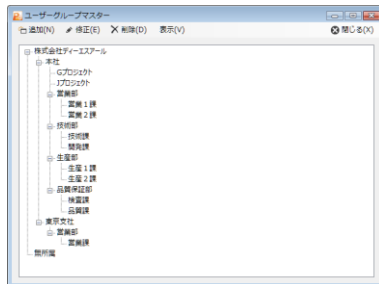 ユーザーグループマスター
追加(N) 修正(E) 削除(D) 表示(V) 閉じる(X)
株式会社ディーエスアール
本社
Gプロジェクト
Jプロジェクト
営業部
営業1課
営業2課
技術部
技術課
開発課
生産部
生産1課
生産2課
品質保証部
検査課
品質課
東京支社
営業部
営業課
無所属